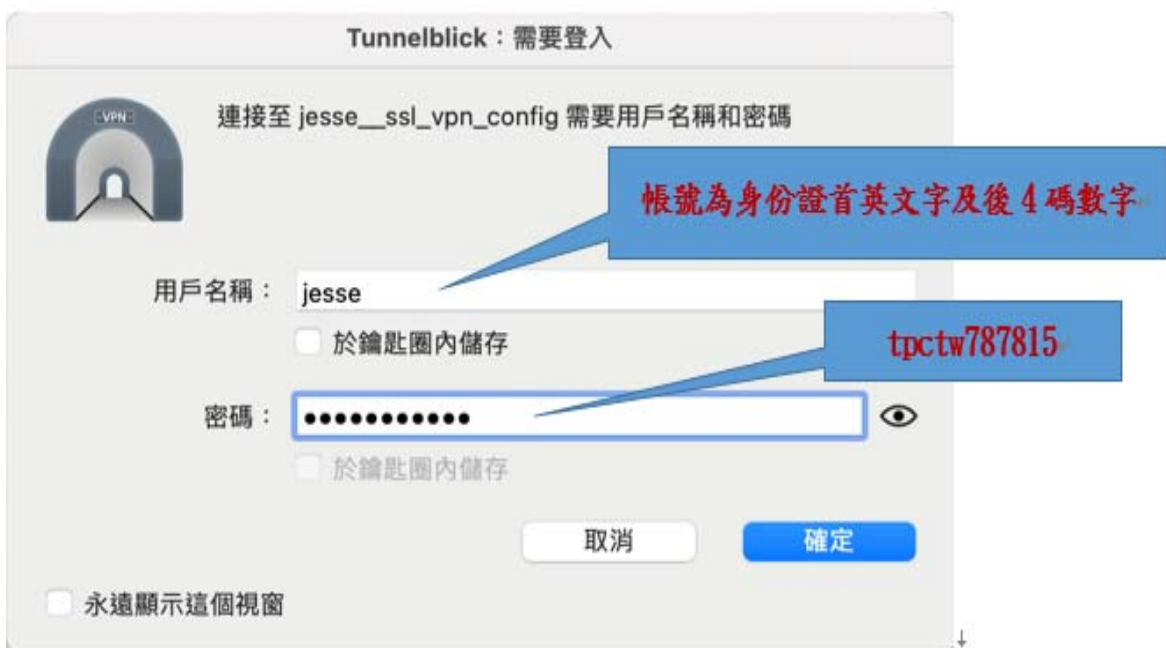 Tunnelblick：需要登入
VPN
連接至 jesse__ssl_vpn_config 需要用戶名稱和密碼
帳號為身份證首英文字及後 4 碼數字
用戶名稱：
jesse
於鑰匙圈內儲存
tpctw787815
密碼：
•••••••••••
於鑰匙圈內儲存
取消
確定
永遠顯示這個視窗